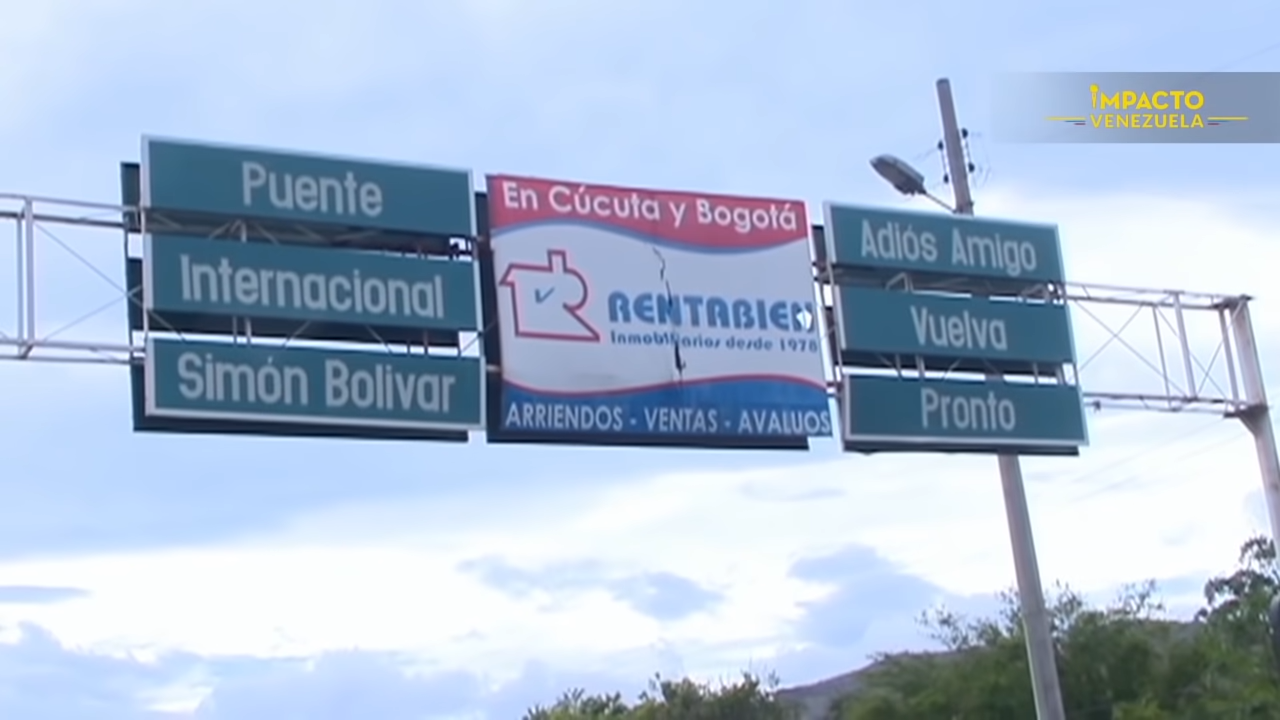 Puente
Internacional
Simón Bolivar
En Cúcuta y Bogotá
RENTABIEN
Inmobiliarios desde 1978
ARRIENDOS - VENTAS - AVALUOS
Adiós Amigo
Vuelva
Pronto
IMPACTO
VENEZUELA